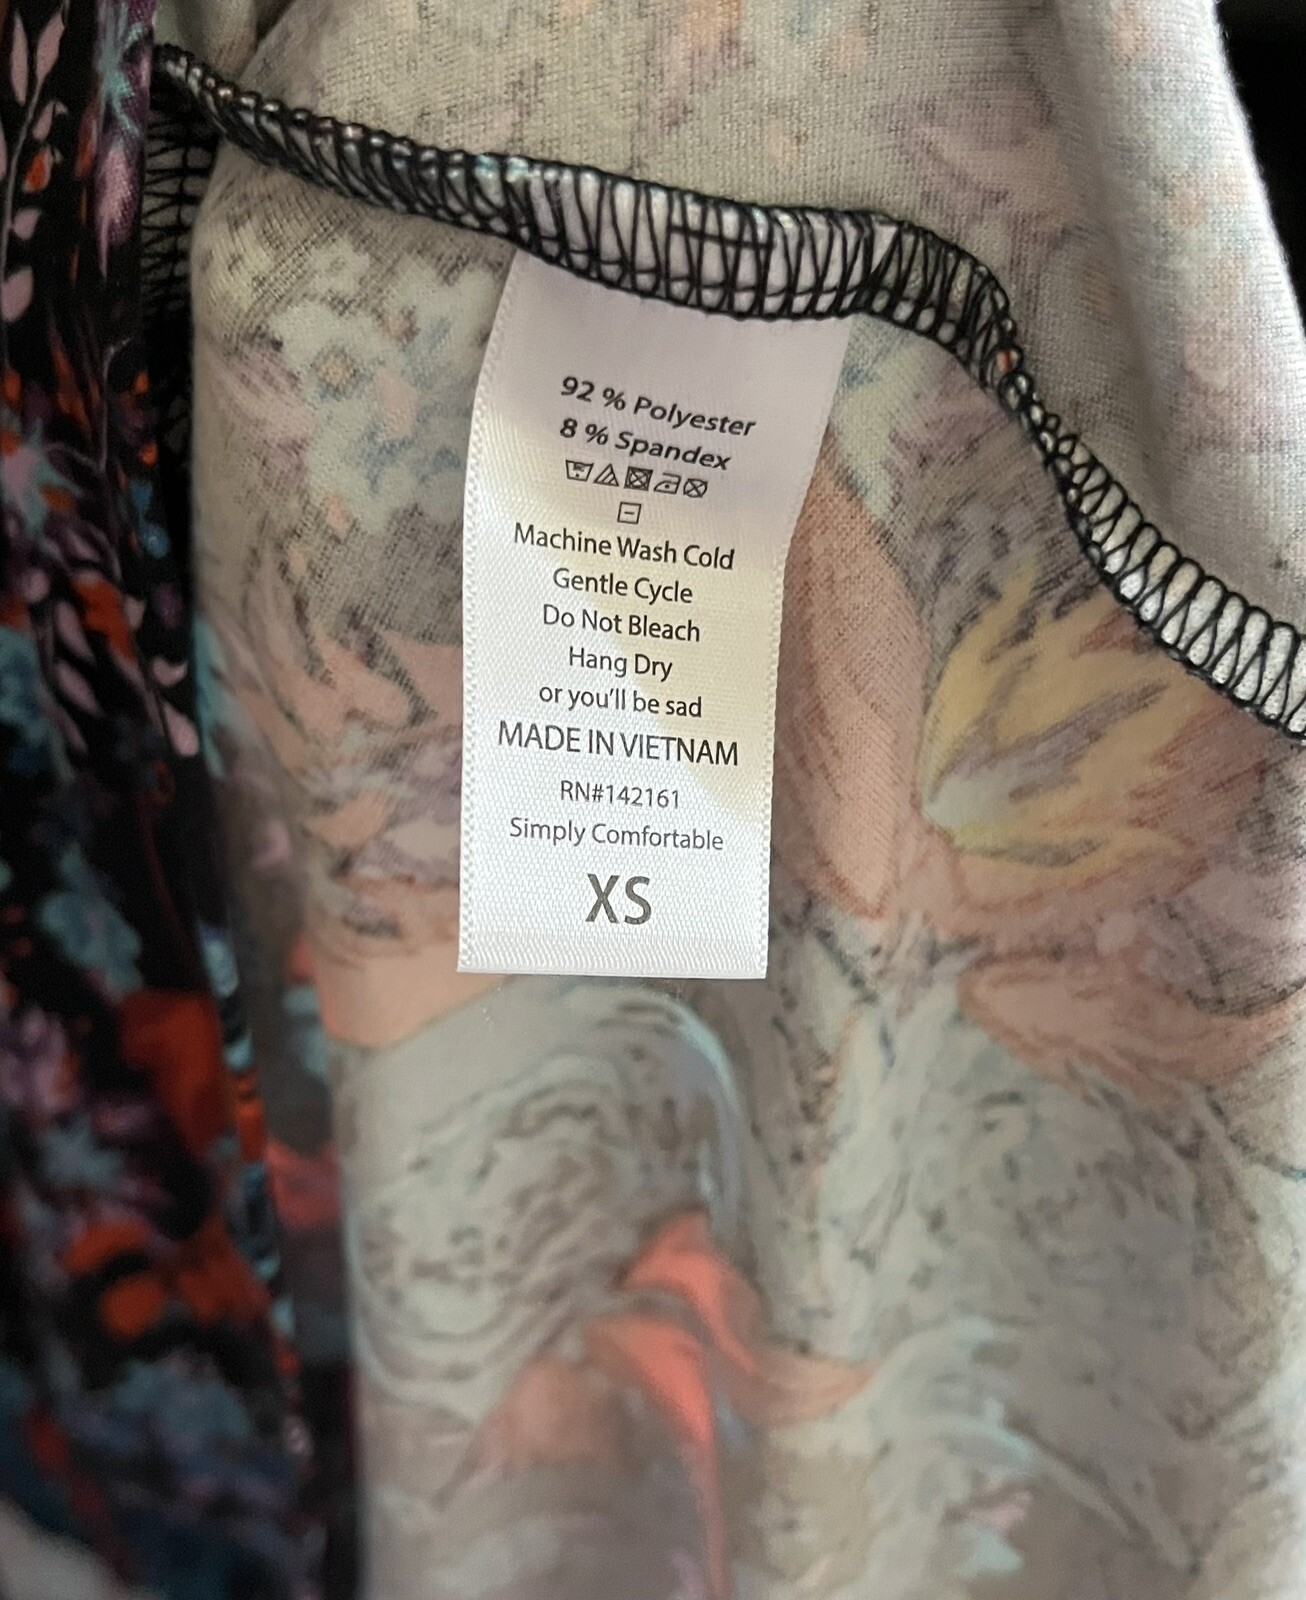 92 % Polyester
8 % Spandex
Machine Wash Cold
Gentle Cycle
Do Not Bleach
Hang Dry
or you'll be sad
MADE IN VIETNAM
RN#142161
Simply Comfortable
XS